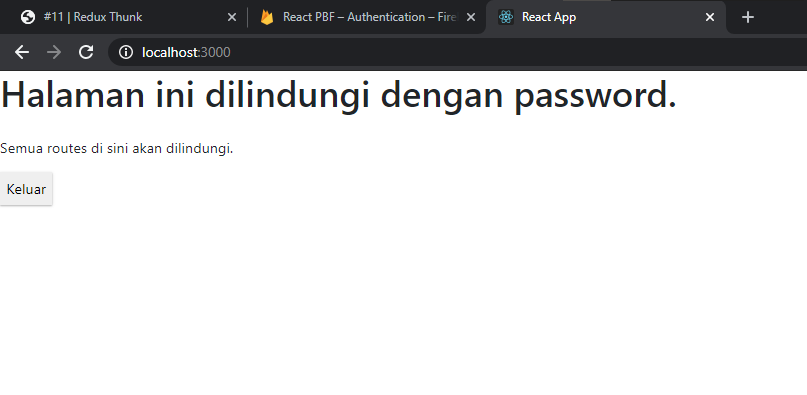 #11 | Redux Thunk
React PBF – Authentication – Fire
React App
localhost:3000
Halaman ini dilindungi dengan password.
Semua routes di sini akan dilindungi.
Keluar